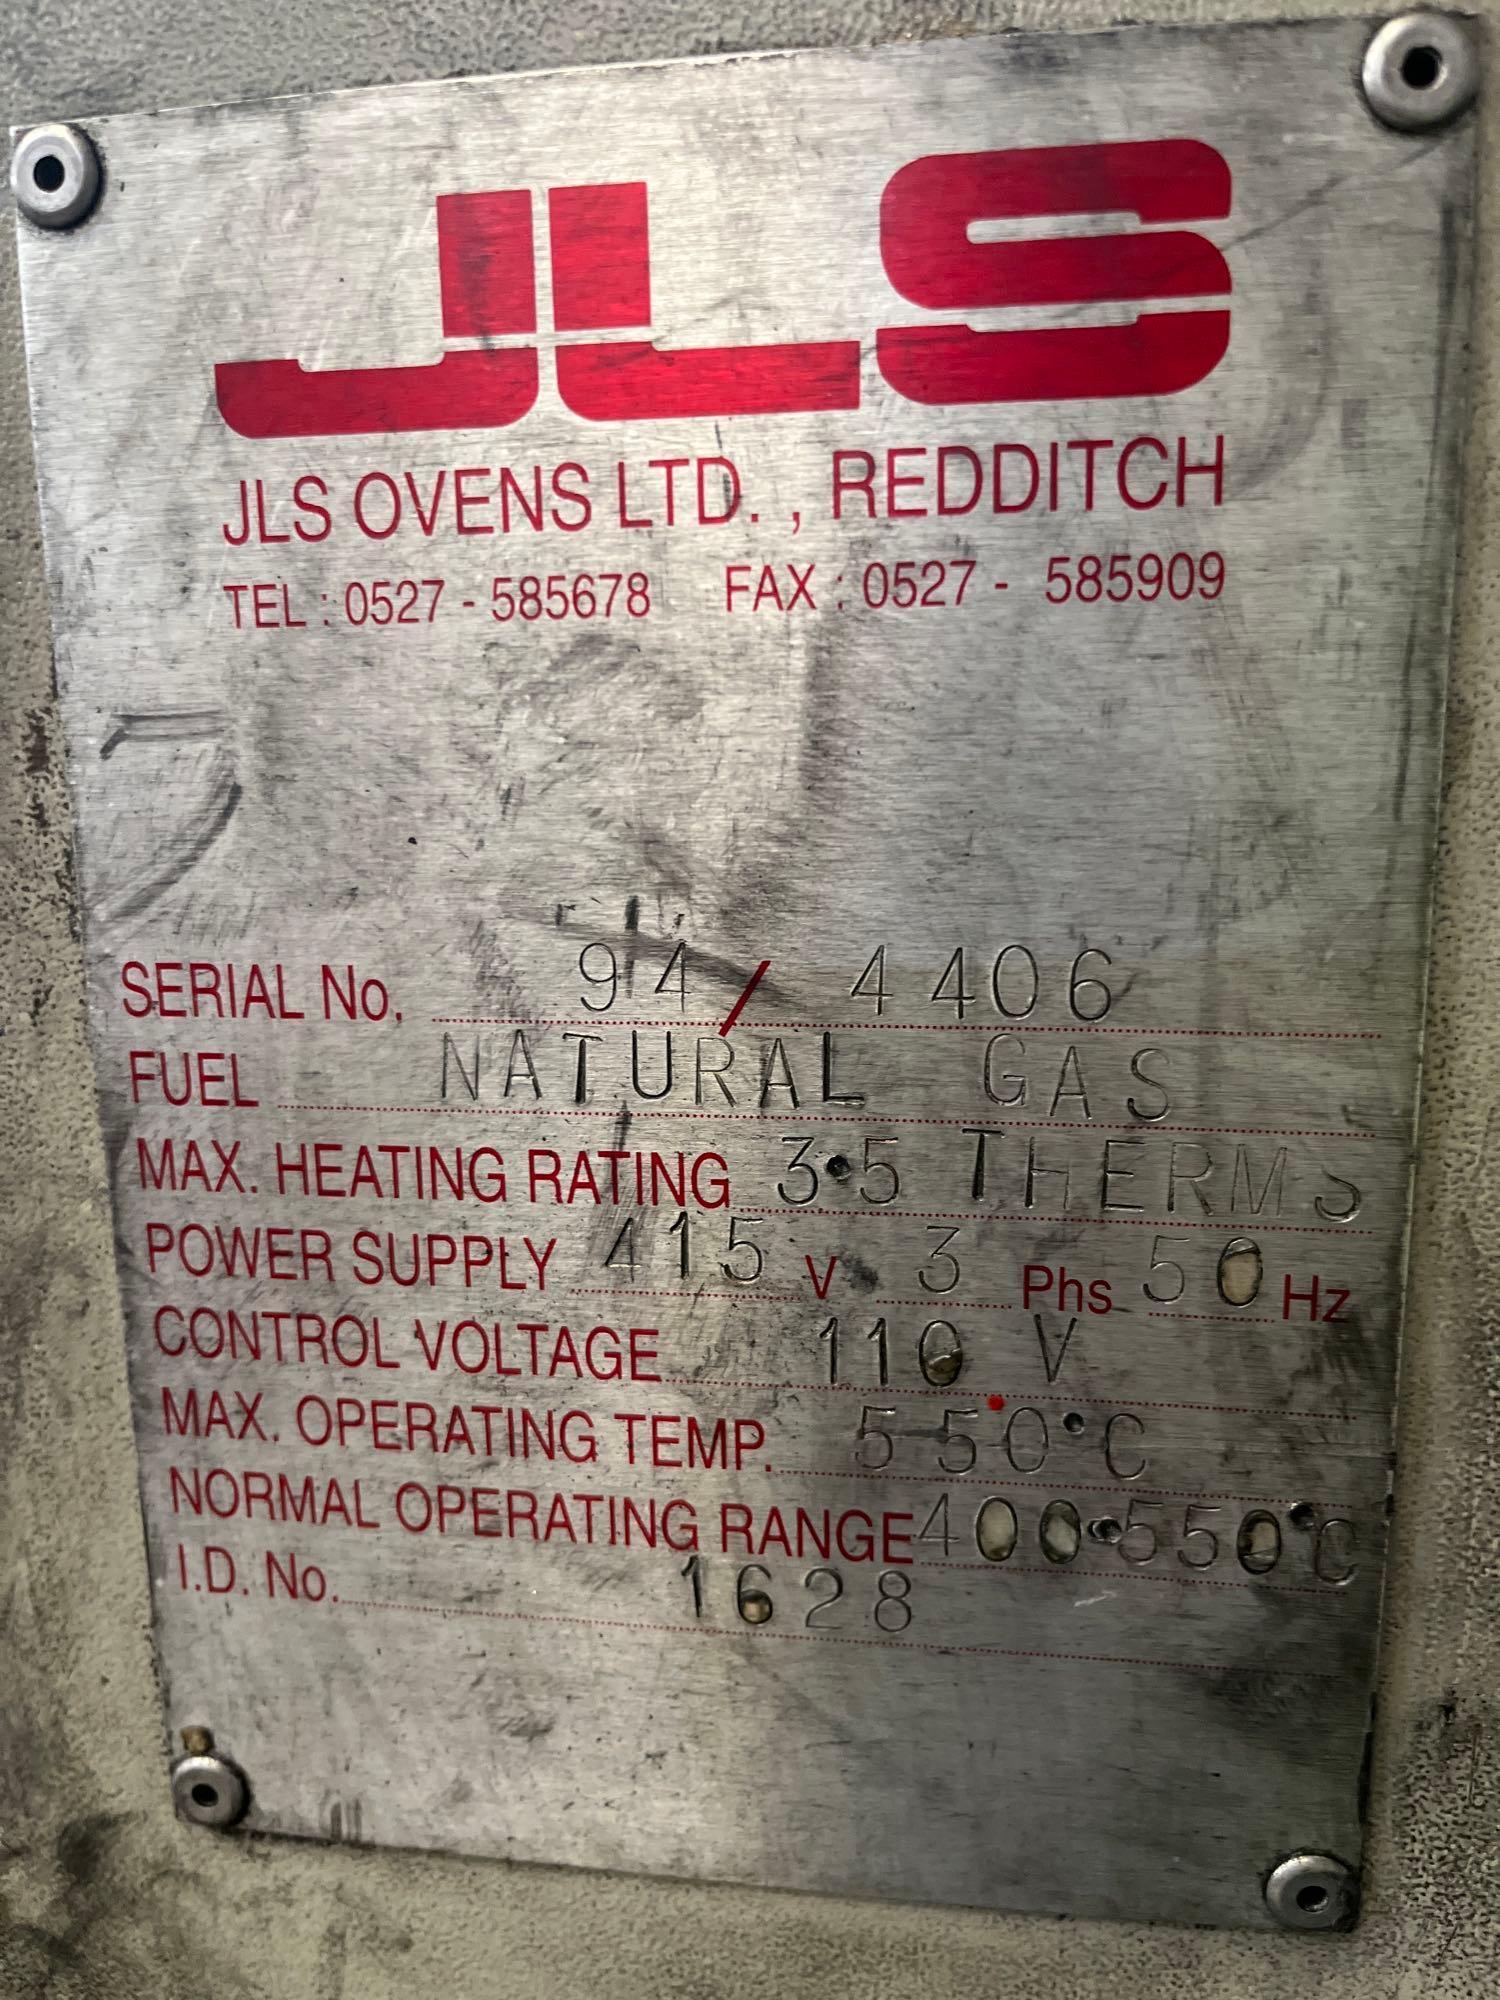 JLS
JLS OVENS LTD. , REDDITCH
TEL : 0527 - 585678 FAX : 0527 - 585909
SERIAL No. 94/ 4406
FUEL NATURAL GAS
MAX. HEATING RATING 3·5 THERMS
POWER SUPPLY 415 V 3 Phs 50 Hz
CONTROL VOLTAGE 110 V
MAX. OPERATING TEMP. 550°C
NORMAL OPERATING RANGE 400·550°C
I.D. No. 1628